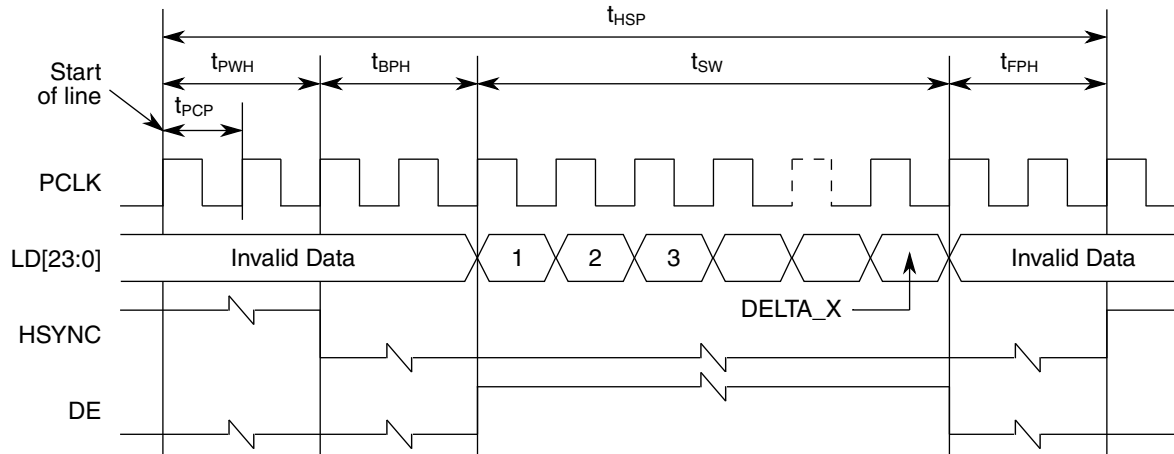 tHSP
tPWH tBPH tSW tFPH
Start
of line
tPCP
PCLK
LD[23:0] Invalid Data 1 2 3 Invalid Data
DELTA_X
HSYNC
DE